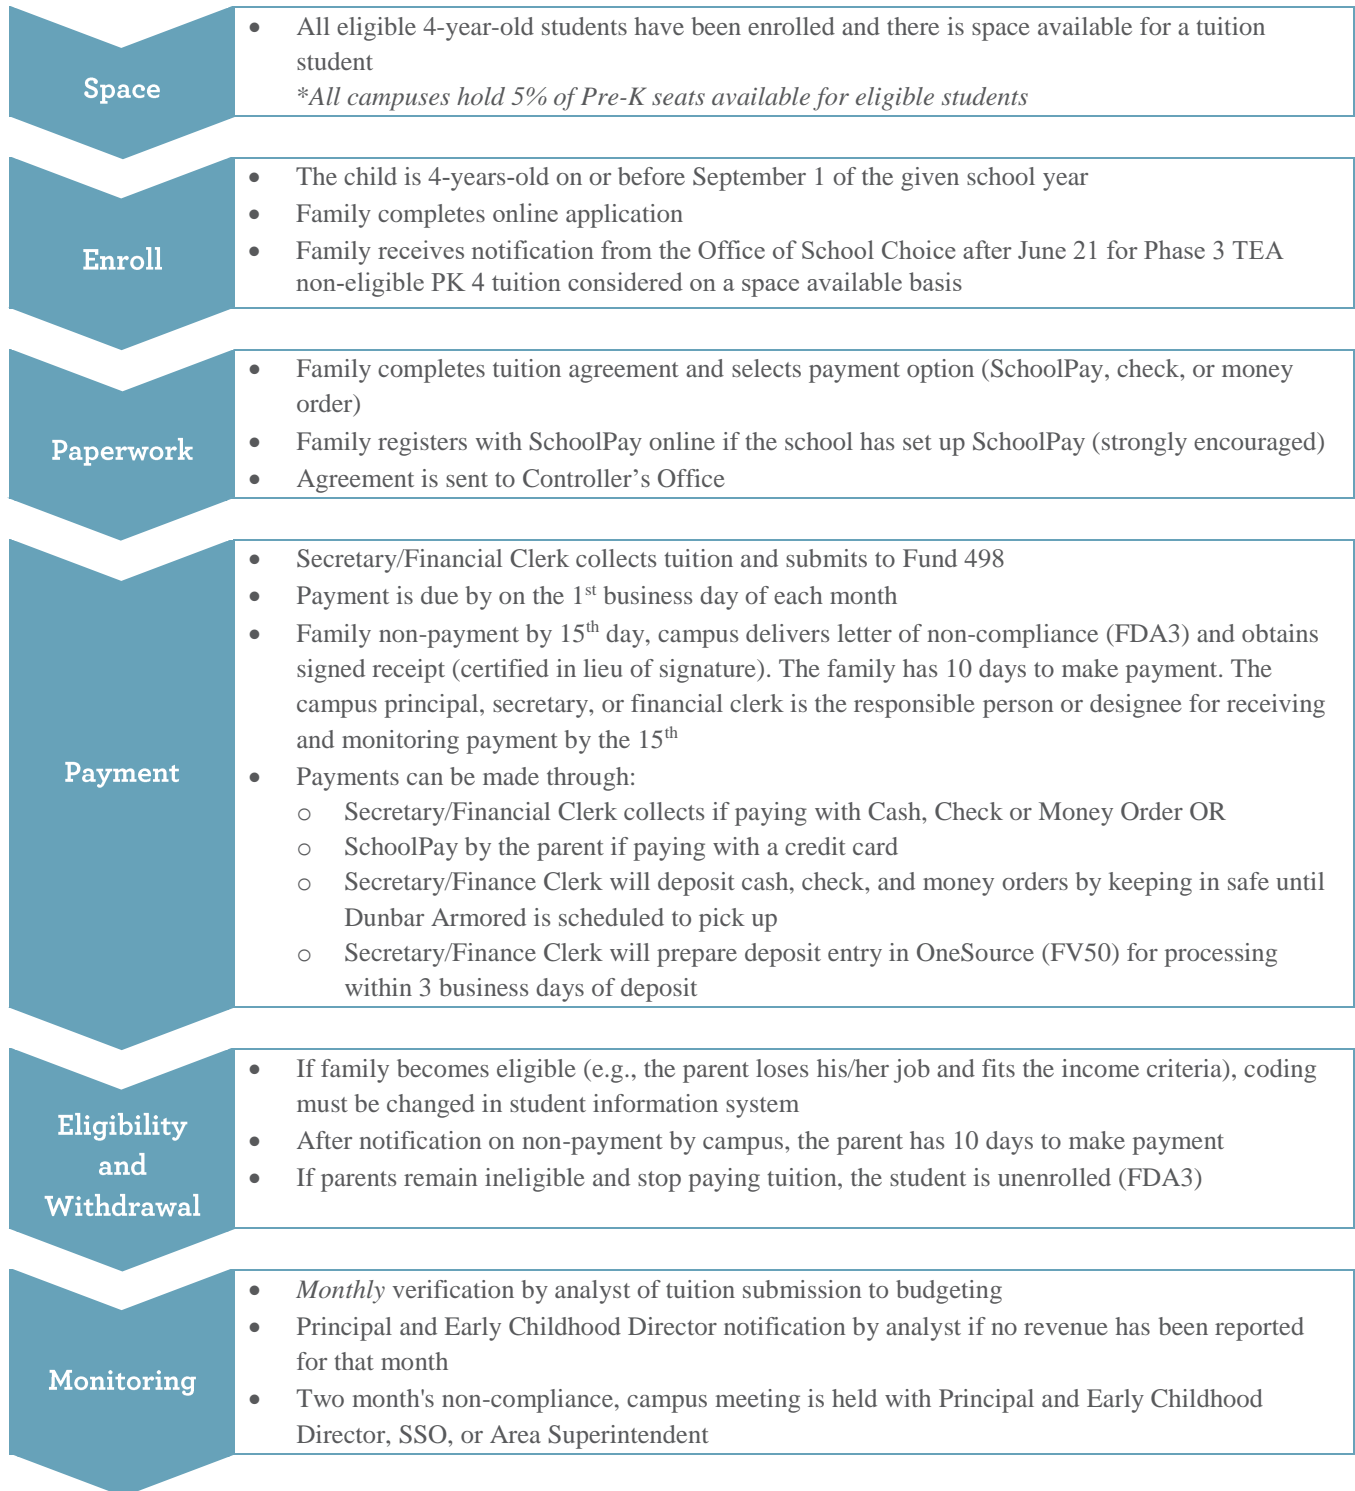 Space
• All eligible 4-year-old students have been enrolled and there is space available for a tuition
student
*All campuses hold 5% of Pre-K seats available for eligible students
Enroll
• The child is 4-years-old on or before September 1 of the given school year
• Family completes online application
• Family receives notification from the Office of School Choice after June 21 for Phase 3 TEA
non-eligible PK 4 tuition considered on a space available basis
Paperwork
• Family completes tuition agreement and selects payment option (SchoolPay, check, or money
order)
• Family registers with SchoolPay online if the school has set up SchoolPay (strongly encouraged)
• Agreement is sent to Controller’s Office
Payment
• Secretary/Financial Clerk collects tuition and submits to Fund 498
• Payment is due by on the 1st business day of each month
• Family non-payment by 15th day, campus delivers letter of non-compliance (FDA3) and obtains
signed receipt (certified in lieu of signature). The family has 10 days to make payment. The
campus principal, secretary, or financial clerk is the responsible person or designee for receiving
and monitoring payment by the 15th
• Payments can be made through:
o Secretary/Financial Clerk collects if paying with Cash, Check or Money Order OR
o SchoolPay by the parent if paying with a credit card
o Secretary/Finance Clerk will deposit cash, check, and money orders by keeping in safe until
Dunbar Armored is scheduled to pick up
o Secretary/Finance Clerk will prepare deposit entry in OneSource (FV50) for processing
within 3 business days of deposit
Eligibility
and
Withdrawal
• If family becomes eligible (e.g., the parent loses his/her job and fits the income criteria), coding
must be changed in student information system
• After notification on non-payment by campus, the parent has 10 days to make payment
• If parents remain ineligible and stop paying tuition, the student is unenrolled (FDA3)
Monitoring
• Monthly verification by analyst of tuition submission to budgeting
• Principal and Early Childhood Director notification by analyst if no revenue has been reported
for that month
• Two month's non-compliance, campus meeting is held with Principal and Early Childhood
Director, SSO, or Area Superintendent